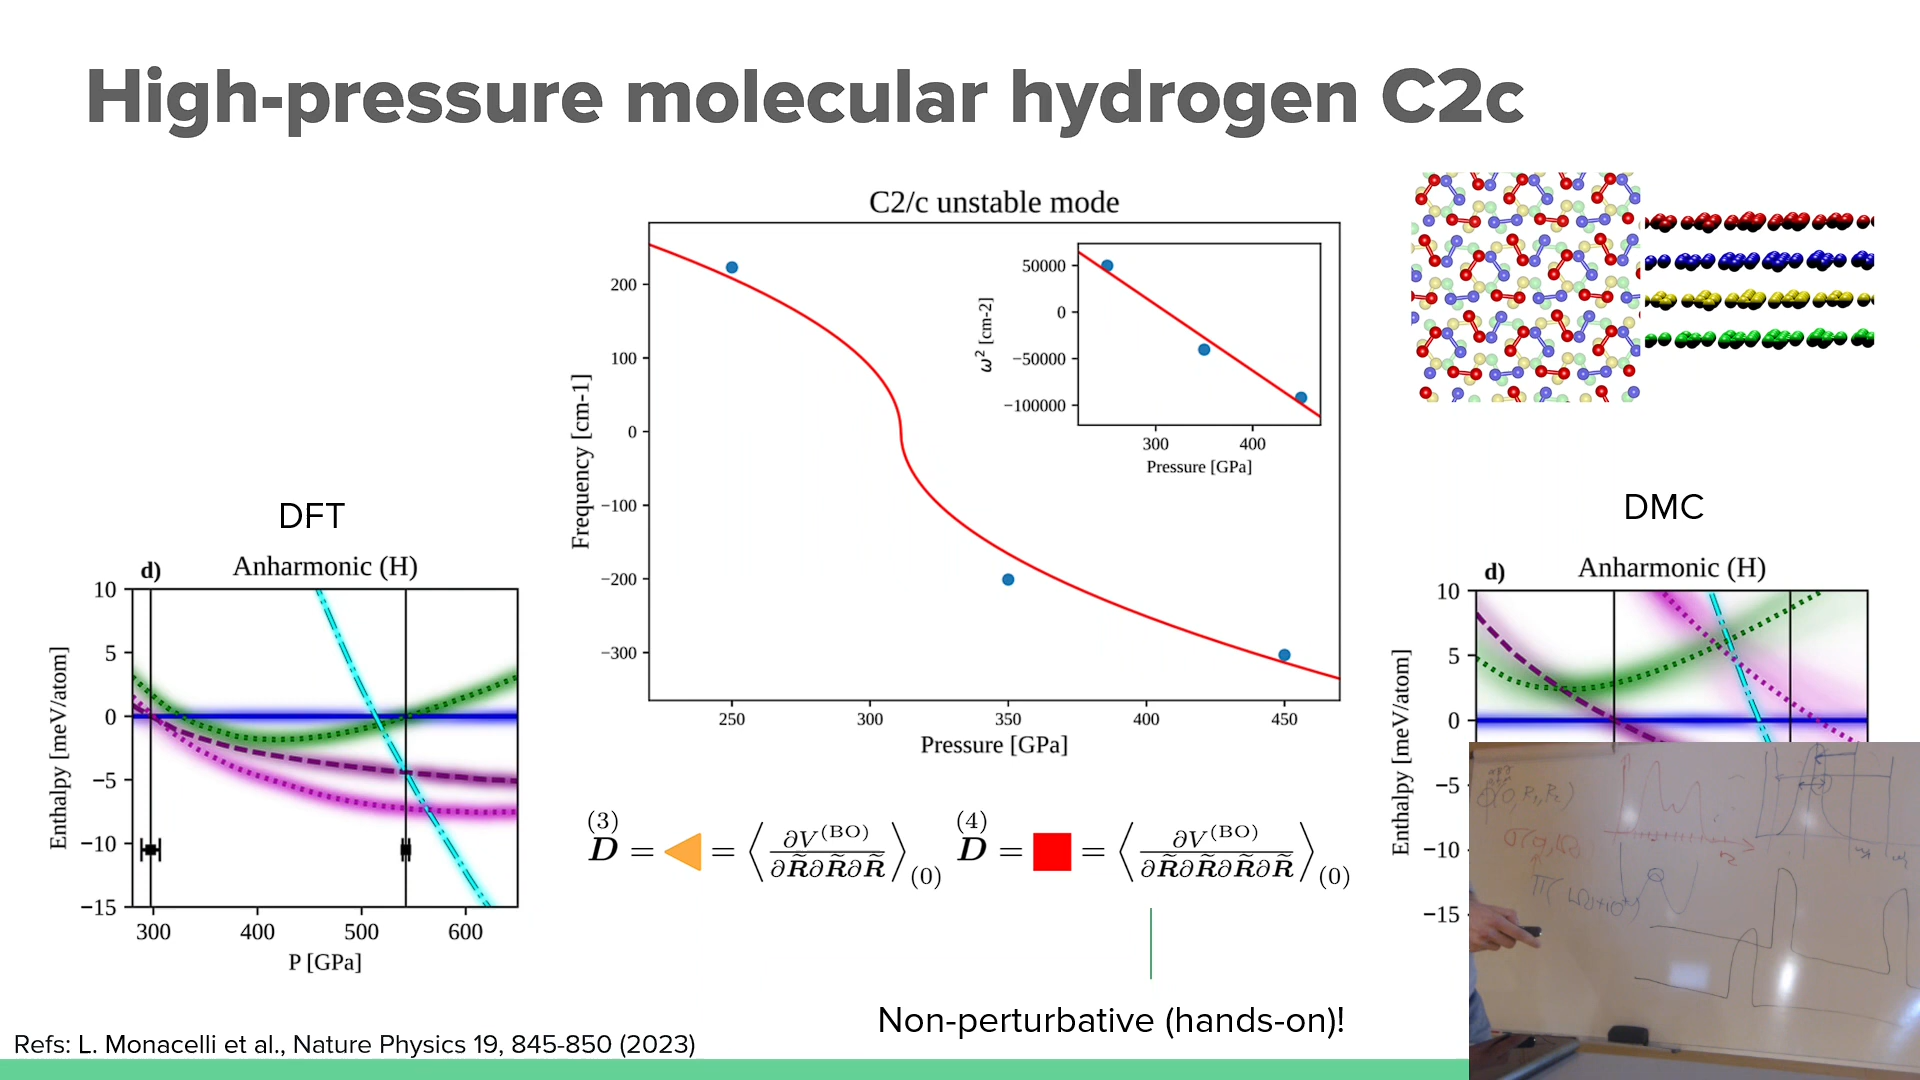 High-pressure molecular hydrogen C2c
C2/c unstable mode
Frequency [cm-1]
200
100
0
−100
−200
−300
250
300
350
400
450
Pressure [GPa]
ω² [cm-2]
50000
0
−50000
−100000
300
400
Pressure [GPa]
DFT
d)
Anharmonic (H)
Enthalpy [meV/atom]
10
5
0
−5
−10
−15
300
400
500
600
P [GPa]
DMC
d)
Anharmonic (H)
Enthalpy [meV/atom]
10
5
0
−5
−10
−15
(3) D = = ⟨ ∂V(BO) / ∂R̃∂R̃∂R̃ ⟩(0)
(4) D = = ⟨ ∂V(BO) / ∂R̃∂R̃∂R̃∂R̃ ⟩(0)
Non-perturbative (hands-on)!
Refs: L. Monacelli et al., Nature Physics 19, 845-850 (2023)